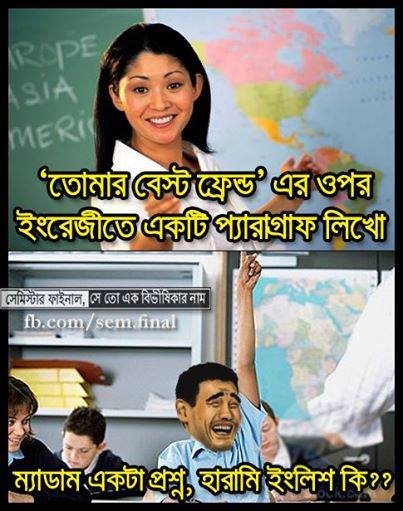 ROPE
ASIA
MERIC
'তোমার বেস্ট ফ্রেন্ড' এর ওপর
ইংরেজীতে একটি প্যারাগ্রাফ লিখো
সেমিস্টার ফাইনাল, সে তো এক বিভীষিকার নাম
fb.com/sem.final
ম্যাডাম একটা প্রশ্ন, হারামি ইংলিশ কি??